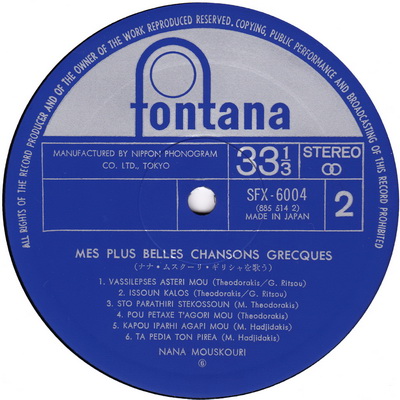 ALL RIGHTS OF THE RECORD PRODUCER AND OF THE OWNER OF THE WORK REPRODUCED RESERVED. COPYING, PUBLIC PERFORMANCE AND BROADCASTING OF THIS RECORD PROHIBITED
fontana
MANUFACTURED BY NIPPON PHONOGRAM
CO. LTD., TOKYO
33 1/3
STEREO
SFX-6004
(885 514 2)
MADE IN JAPAN
2
MES PLUS BELLES CHANSONS GRECQUES
(ナナ・ムスクーリ・ギリシャを歌う)
1. VASSILEPSES ASTERI MOU (Theodorakis/G. Ritsou)
2. ISSOUN KALOS (Theodorakis/G. Ritsou)
3. STO PARATHIRI STEKOSSOUN (M. Theodorakis)
4. POU PETAXE T'AGORI MOU (Theodorakis)
5. KAPOU IPARHI AGAPI MOU (M. Hadjidakis)
6. TA PEDIA TON PIREA (M. Hadjidakis)
NANA MOUSKOURI
6